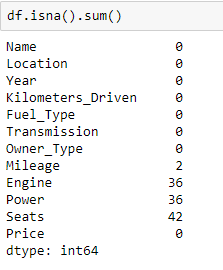 df.isna().sum()
Name 0
Location 0
Year 0
Kilometers_Driven 0
Fuel_Type 0
Transmission 0
Owner_Type 0
Mileage 2
Engine 36
Power 36
Seats 42
Price 0
dtype: int64